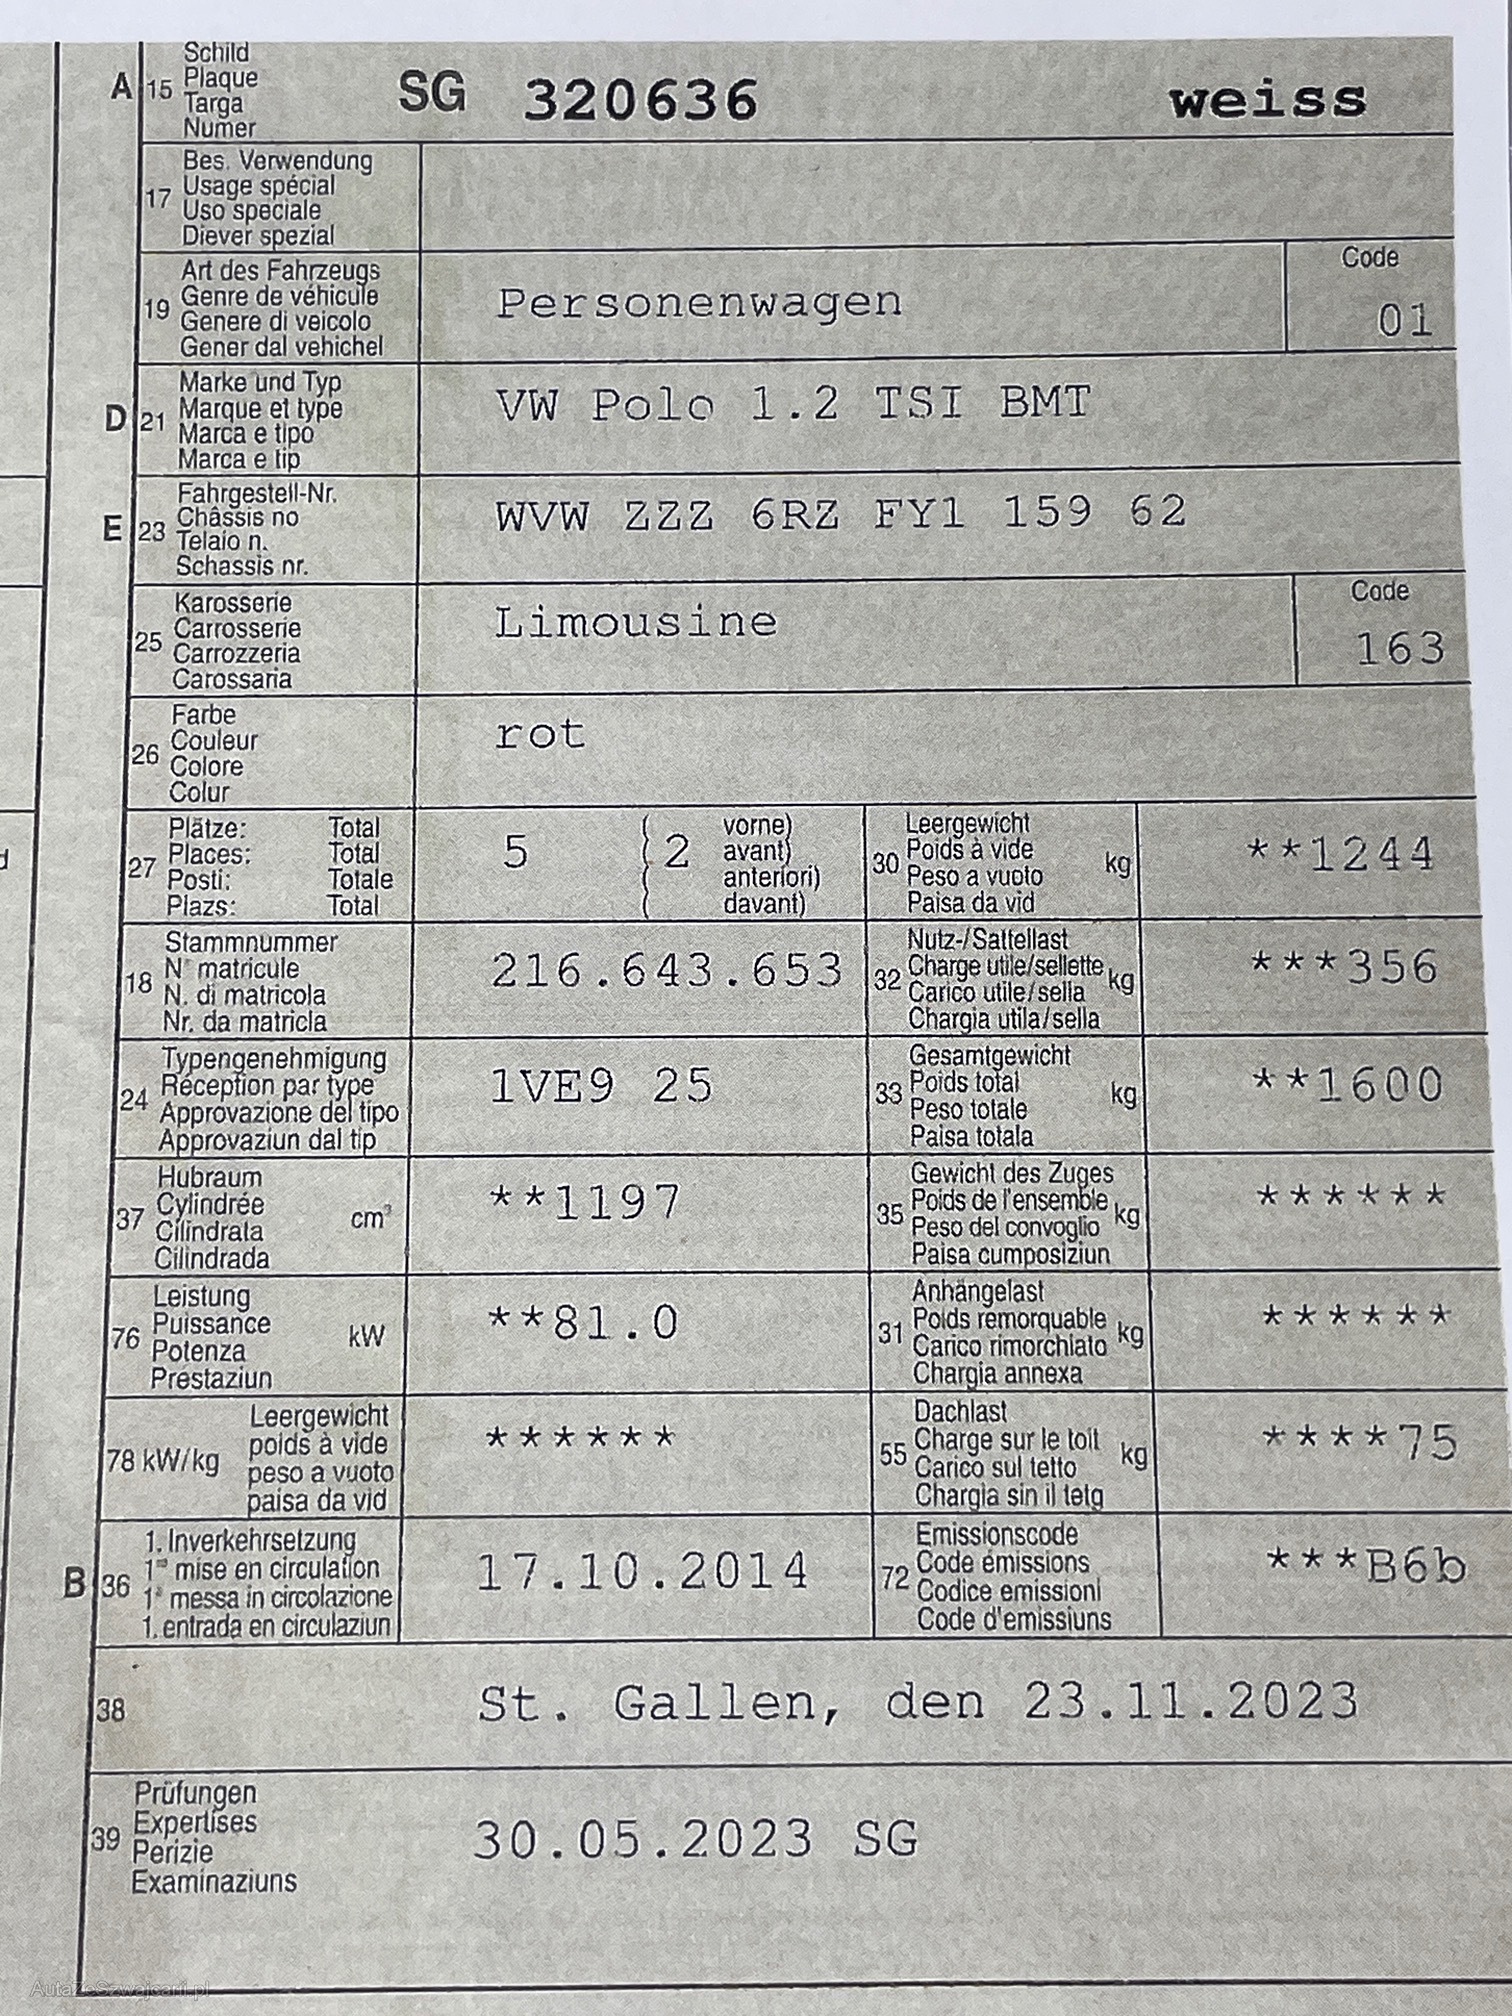 A 15 Schild SG 320636 weiss
Plaque
Targa
Numer
17 Bes. Verwendung
Usage spécial
Uso speciale
Diever spezial
19 Art des Fahrzeugs Personenwagen Code 01
Genre de véhicule
Genere di veicolo
Gener dal vehichel
D 21 Marke und Typ VW Polo 1.2 TSI BMT
Marque et type
Marca e tipo
Marca e tip
E 23 Fahrgestell-Nr. WVW ZZZ 6RZ FY1 159 62
Châssis no
Telaio n.
Schassis nr.
25 Karosserie Limousine Code 163
Carrosserie
Carrozzeria
Carossaria
26 Farbe rot
Couleur
Colore
Colur
27 Plätze: Total 5 ( 2 vorne)
Places: Total ( avant)
Posti: Totale ( anteriori)
Plazs: Total ( davant)
30 Leergewicht kg **1244
Poids à vide
Peso a vuoto
Paisa da vid
18 Stammnummer 216.643.653
N° matricule
N. di matricola
Nr. da matricla
32 Nutz-/Sattellast kg ***356
Charge utile/sellette
Carico utile/sella
Chargia utila/sella
24 Typengenehmigung 1VE9 25
Réception par type
Approvazione del tipo
Approvaziun dal tip
33 Gesamtgewicht kg **1600
Poids total
Peso totale
Paisa totala
37 Hubraum cm³ **1197
Cylindrée
Cilindrata
Cilindrada
35 Gewicht des Zuges kg ******
Poids de l'ensemble
Peso del convoglio
Paisa cumposiziun
76 Leistung kW **81.0
Puissance
Potenza
Prestaziun
31 Anhängelast kg ******
Poids remorquable
Carico rimorchiato
Chargia annexa
78 kW/kg Leergewicht ******
poids à vide
peso a vuoto
paisa da vid
55 Dachlast kg ****75
Charge sur le toit
Carico sul tetto
Chargia sin il tetg
B 36 1. Inverkehrsetzung 17.10.2014
1re mise en circulation
1a messa in circolazione
1. entrada en circulaziun
72 Emissionscode ***B6b
Code émissions
Codice emissioni
Code d'emissiuns
38 St. Gallen, den 23.11.2023
39 Prüfungen 30.05.2023 SG
Expertises
Perizie
Examinaziuns
AutaZeSzwajcarii.pl